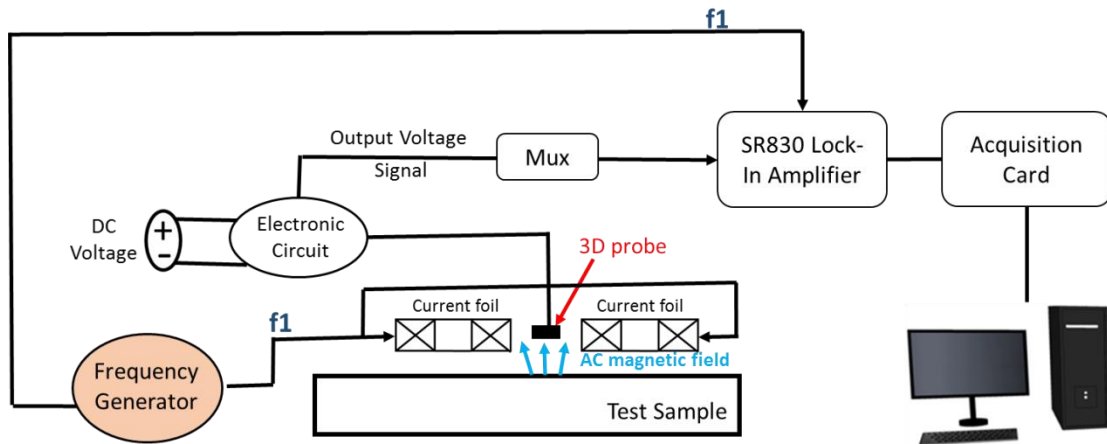 f1
Output Voltage
Signal
Mux
SR830 Lock-
In Amplifier
Acquisition
Card
DC
Voltage
+
-
Electronic
Circuit
3D probe
Current foil
Current foil
f1
AC magnetic field
Frequency
Generator
Test Sample